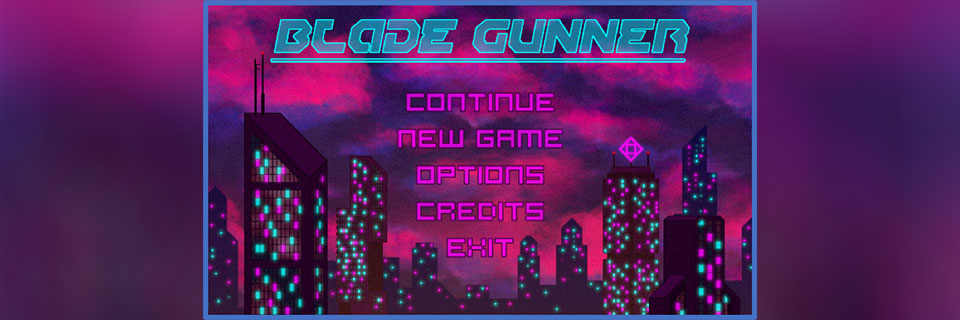 BLADE GUNNER
CONTINUE
NEW GAME
OPTIONS
CREDITS
EXIT